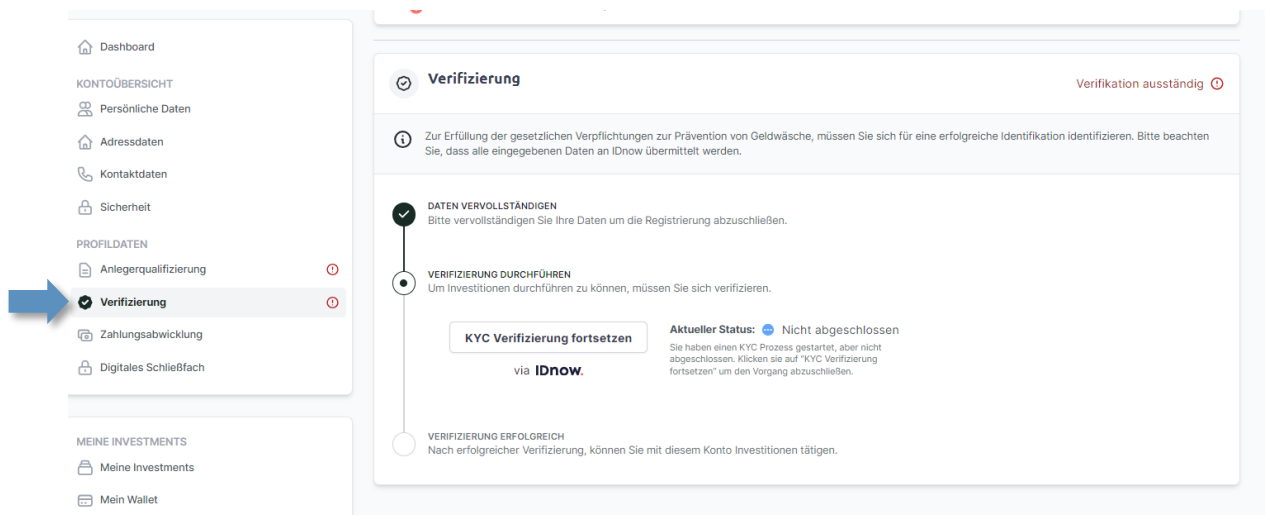 Dashboard
KONTOÜBERSICHT
Persönliche Daten
Adressdaten
Kontaktdaten
Sicherheit
PROFILDATEN
Anlegerqualifizierung
Verifizierung
Zahlungsabwicklung
Digitales Schließfach
MEINE INVESTMENTS
Meine Investments
Mein Wallet
Verifizierung
Verifikation ausständig
Zur Erfüllung der gesetzlichen Verpflichtungen zur Prävention von Geldwäsche, müssen Sie sich für eine erfolgreiche Identifikation identifizieren. Bitte beachten
Sie, dass alle eingegebenen Daten an IDnow übermittelt werden.
DATEN VERVOLLSTÄNDIGEN
Bitte vervollständigen Sie Ihre Daten um die Registrierung abzuschließen.
VERIFIZIERUNG DURCHFÜHREN
Um Investitionen durchführen zu können, müssen Sie sich verifizieren.
KYC Verifizierung fortsetzen
via IDnow.
Aktueller Status: Nicht abgeschlossen
Sie haben einen KYC Prozess gestartet, aber nicht
abgeschlossen. Klicken sie auf "KYC Verifizierung
fortsetzen" um den Vorgang abzuschließen.
VERIFIZIERUNG ERFOLGREICH
Nach erfolgreicher Verifizierung, können Sie mit diesem Konto Investitionen tätigen.